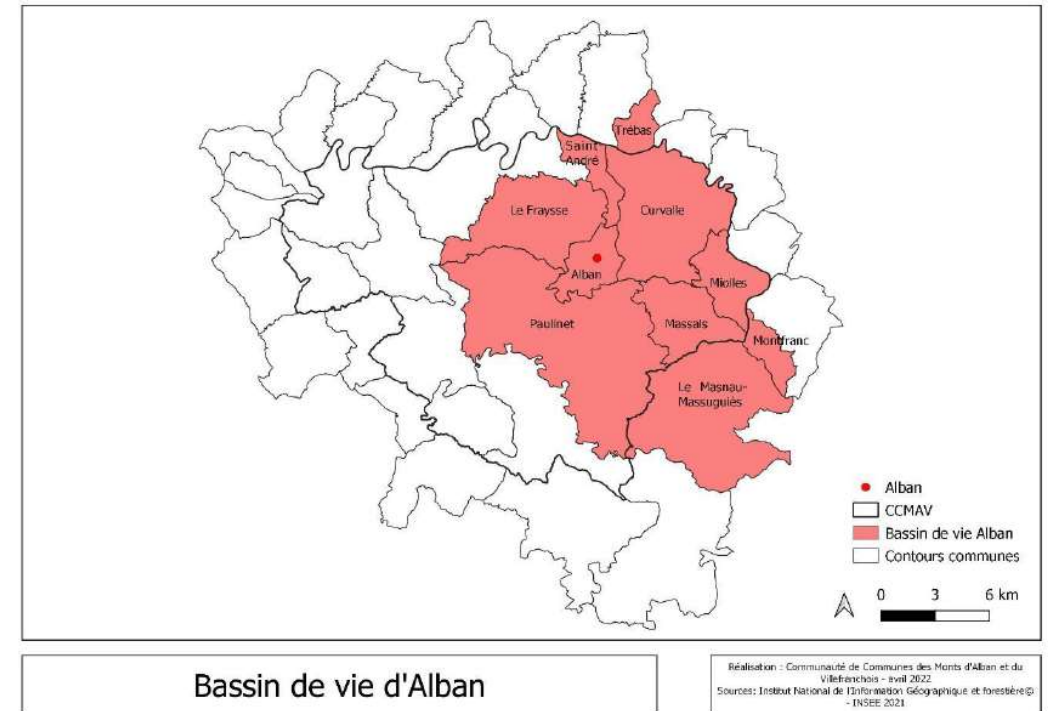 Trébas
Saint
André
Le Fraysse
Curvalle
Alban
Miolles
Paulinet
Massals
Montfranc
Le Masnau-
Massuguiès
Alban
CCMAV
Bassin de vie Alban
Contours communes
0 3 6 km
Bassin de vie d'Alban
Réalisation : Communauté de Communes des Monts d'Alban et du
Villefranchois - avril 2022
Sources: Institut National de l'Information Géographique et forestière©
- INSEE 2021